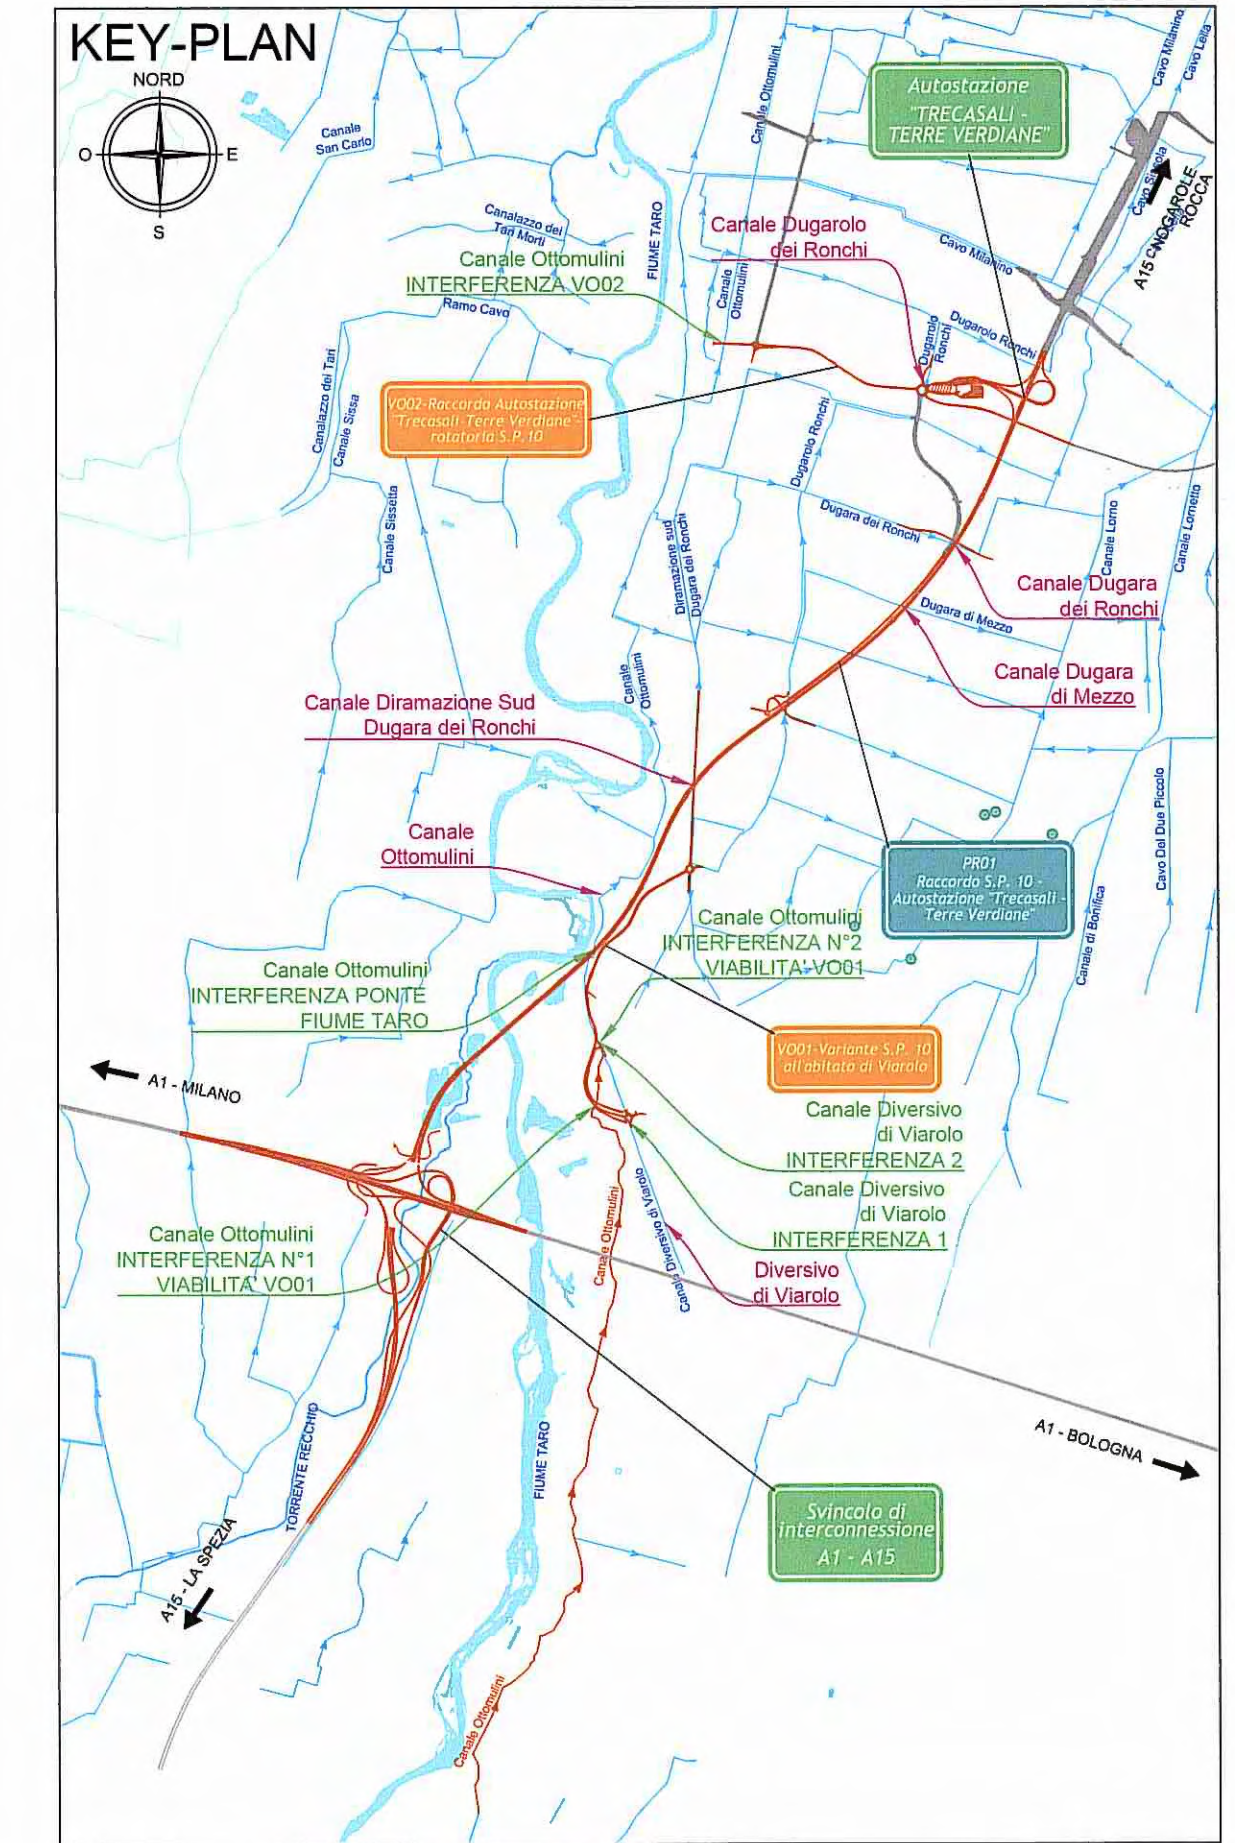 KEY-PLAN
NORD
O
E
S
Canale
San Carlo
Canale Ottomulini
Cavo Milanino
Cavo Lella
Autostazione
"TRECASALI -
TERRE VERDIANE"
Cavo Sissola
A15 - NOGAROLE
ROCCA
FIUME TARO
Canalazzo dei
Tari Morti
Canale Dugarolo
dei Ronchi
Cavo Milanino
Canale Ottomulini
INTERFERENZA VO02
Canale
Ottomulini
Ramo Cavo
Dugarolo
Ronchi
Dugarolo Ronchi
Canalazzo dei Tari
Canale Sissa
VO02-Raccordo Autostazione
"Trecasali-Terre Verdiane"-
rotatoria S.P.10
Dugarolo Ronchi
Canale Sissetta
Diramazione sud
Dugara dei Ronchi
Dugara dei Ronchi
Canale Lorno
Canale Lornetto
Canale Dugara
dei Ronchi
Dugara di Mezzo
Canale
Ottomulini
Canale Dugara
di Mezzo
Canale Diramazione Sud
Dugara dei Ronchi
Cavo Del Due Piccolo
Canale
Ottomulini
PR01
Raccordo S.P. 10 -
Autostazione "Trecasali -
Terre Verdiane"
Canale di Bonifica
Canale Ottomulini
INTERFERENZA N°2
VIABILITA' VO01
Canale Ottomulini
INTERFERENZA PONTE
FIUME TARO
VO01-Variante S.P. 10
all'abitato di Viarolo
A1 - MILANO
Canale Diversivo
di Viarolo
INTERFERENZA 2
Canale Diversivo
di Viarolo
INTERFERENZA 1
Canale Ottomulini
Canale Diversivo di Viarolo
Canale Ottomulini
INTERFERENZA N°1
VIABILITA' VO01
Diversivo
di Viarolo
TORRENTE RECCHIO
FIUME TARO
A1 - BOLOGNA
Svincolo di
interconnessione
A1 - A15
A15 - LA SPEZIA
Canale Ottomulini